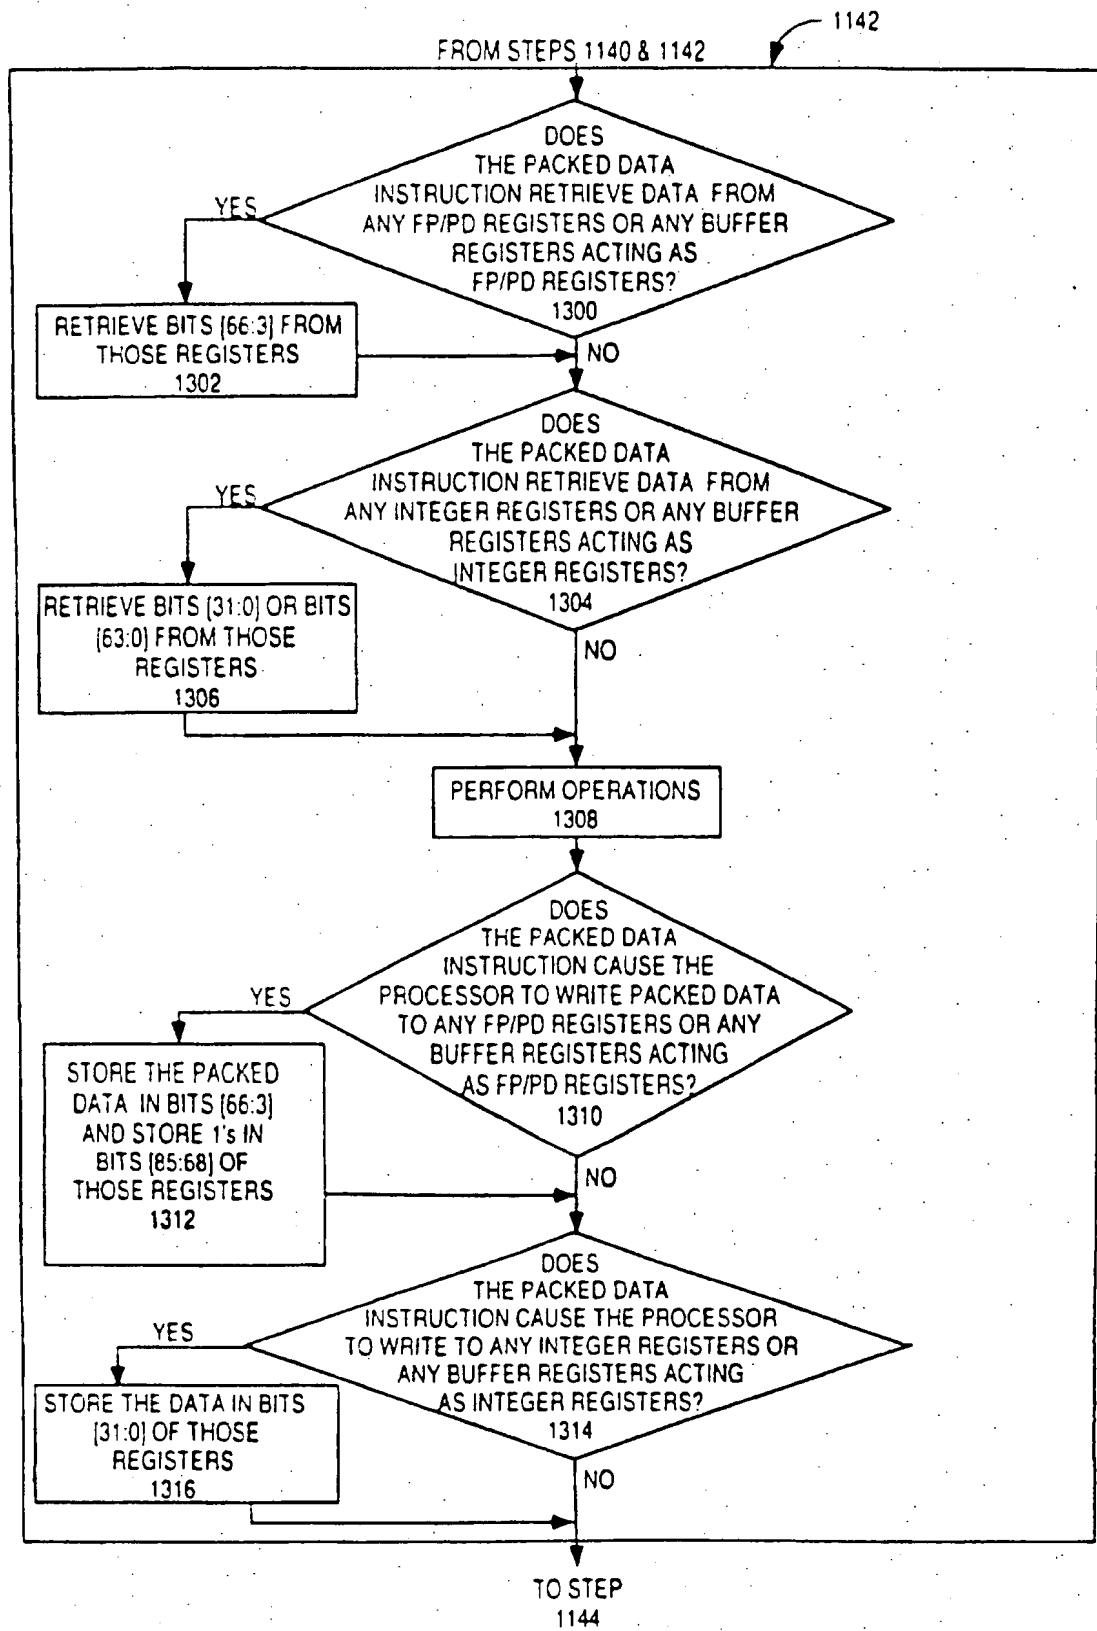 1142
FROM STEPS 1140 & 1142
DOES
THE PACKED DATA
INSTRUCTION RETRIEVE DATA FROM
ANY FP/PD REGISTERS OR ANY BUFFER
REGISTERS ACTING AS
FP/PD REGISTERS?
1300
YES
RETRIEVE BITS [66:3] FROM
THOSE REGISTERS
1302
NO
DOES
THE PACKED DATA
INSTRUCTION RETRIEVE DATA FROM
ANY INTEGER REGISTERS OR ANY BUFFER
REGISTERS ACTING AS
INTEGER REGISTERS?
1304
YES
RETRIEVE BITS [31:0] OR BITS
[63:0] FROM THOSE
REGISTERS
1306
NO
PERFORM OPERATIONS
1308
DOES
THE PACKED DATA
INSTRUCTION CAUSE THE
PROCESSOR TO WRITE PACKED DATA
TO ANY FP/PD REGISTERS OR ANY
BUFFER REGISTERS ACTING
AS FP/PD REGISTERS?
1310
YES
STORE THE PACKED
DATA IN BITS [66:3]
AND STORE 1's IN
BITS [85:68] OF
THOSE REGISTERS
1312
NO
DOES
THE PACKED DATA
INSTRUCTION CAUSE THE PROCESSOR
TO WRITE TO ANY INTEGER REGISTERS OR
ANY BUFFER REGISTERS ACTING
AS INTEGER REGISTERS?
1314
YES
STORE THE DATA IN BITS
[31:0] OF THOSE
REGISTERS
1316
NO
TO STEP
1144